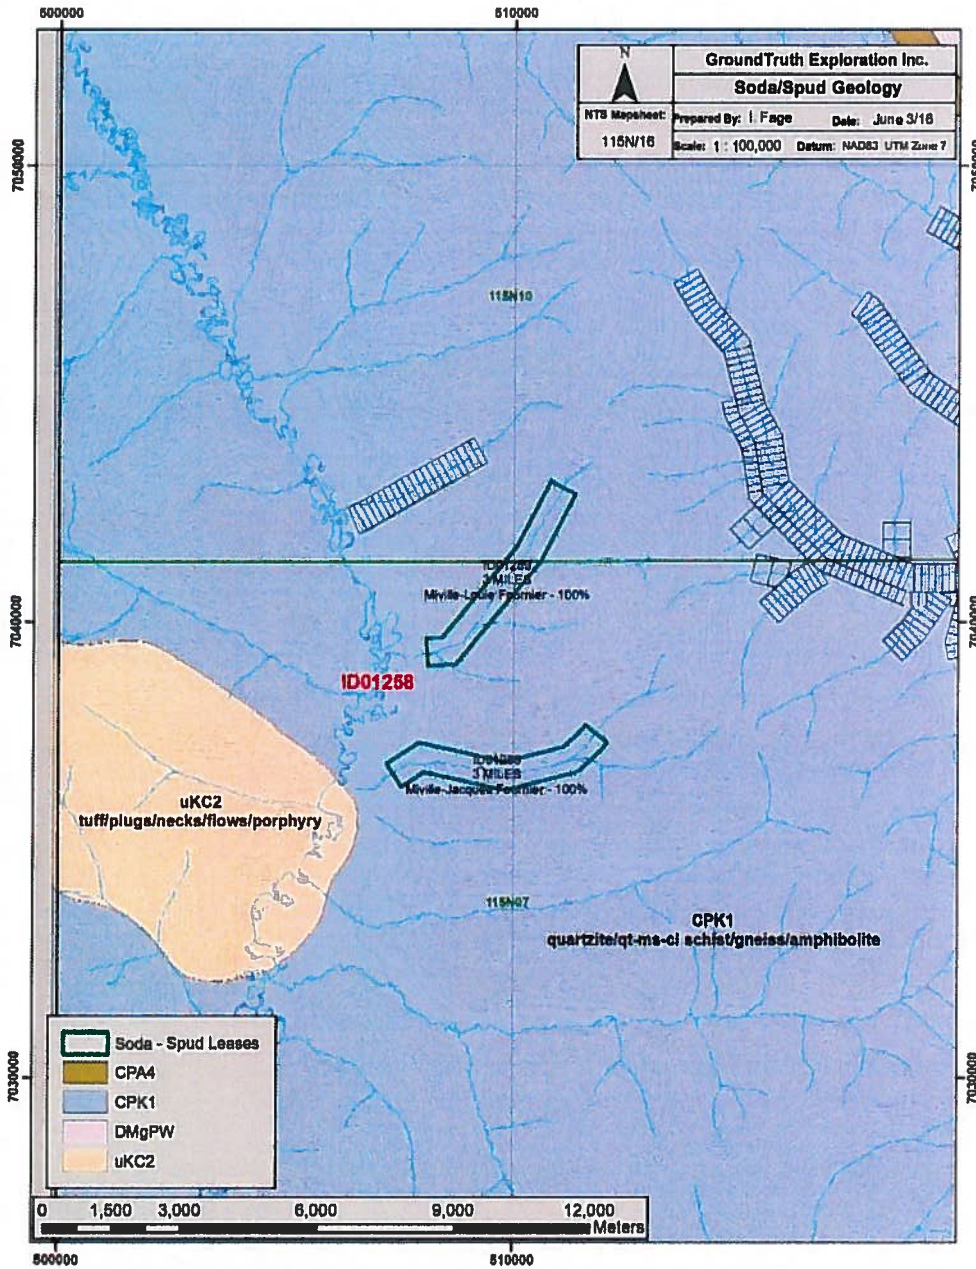 500000
510000
N
GroundTruth Exploration Inc.
Soda/Spud Geology
NTS Mapsheet:
115N/16
Prepared By: I. Fage Date: June 3/16
Scale: 1 : 100,000 Datum: NAD83 UTM Zone 7
7050000
7050000
115N10
3 MILES
Miville-Louie Fournier - 100%
7040000
7040000
ID01258
3 MILES
Miville-Jacques Fournier - 100%
uKC2
tuff/plugs/necks/flows/porphyry
115N07
CPK1
quartzite/qt-ms-cl schist/gneiss/amphibolite
Soda - Spud Leases
CPA4
CPK1
DMgPW
uKC2
7030000
7030000
0 1,500 3,000 6,000 9,000 12,000
Meters
500000
510000